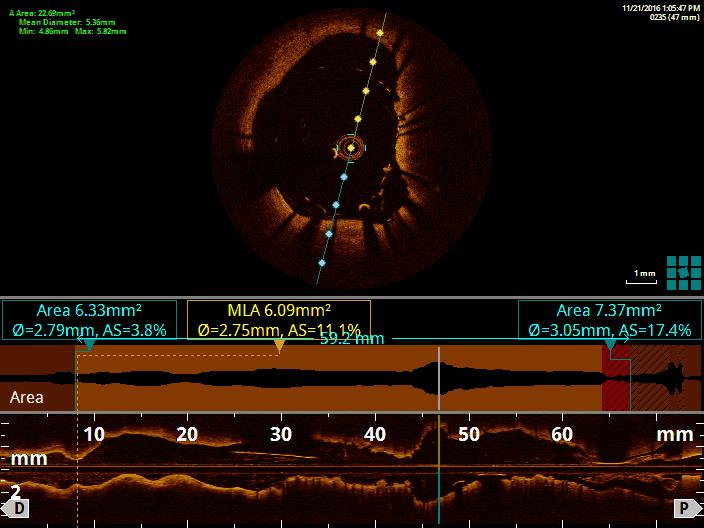 A Area: 22.69mm²
Mean Diameter: 5.36mm
Min: 4.86mm Max: 5.82mm
11/21/2016 1:05:47 PM
0235 (47 mm)
1 mm
Area 6.33mm²
Ø=2.79mm, AS=3.8%
MLA 6.09mm²
Ø=2.75mm, AS=11.1%
Area 7.37mm²
Ø=3.05mm, AS=17.4%
59.2 mm
Area
10 20 30 40 50 60 mm
mm
2
D P